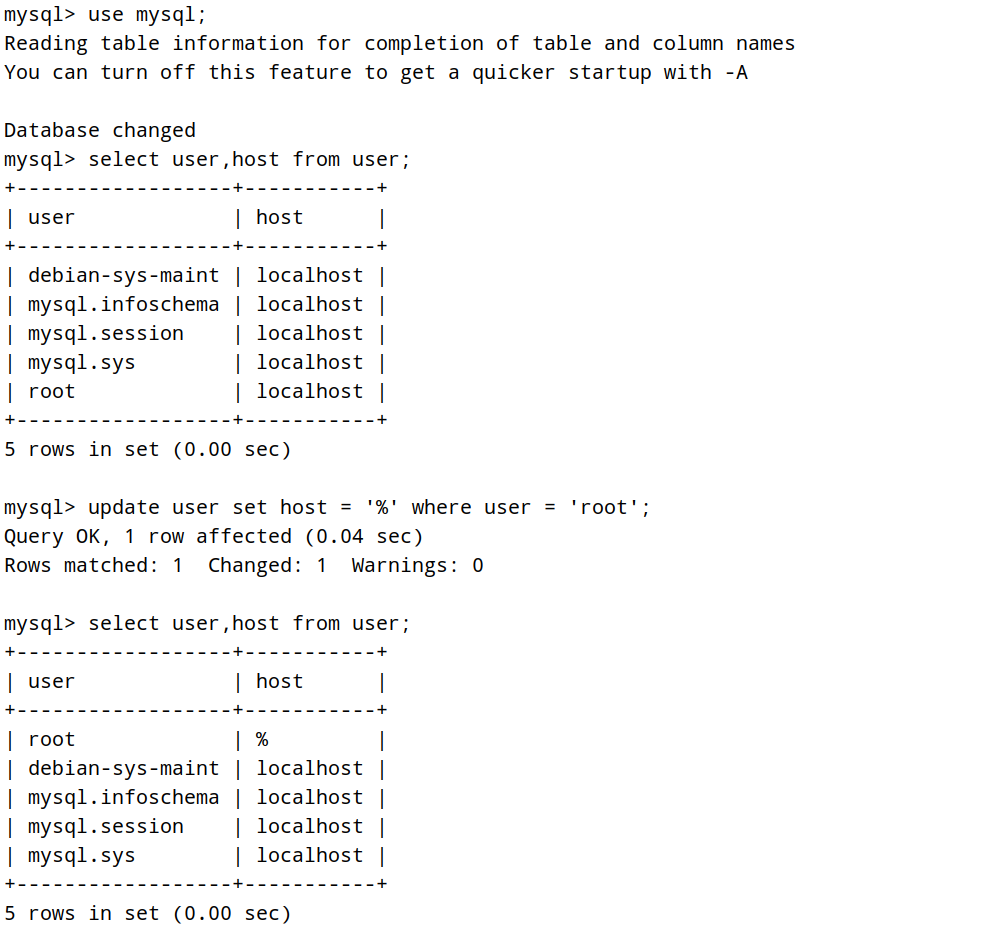 mysql> use mysql;
Reading table information for completion of table and column names
You can turn off this feature to get a quicker startup with -A

Database changed
mysql> select user,host from user;
+------------------+-----------+
| user             | host      |
+------------------+-----------+
| debian-sys-maint | localhost |
| mysql.infoschema | localhost |
| mysql.session    | localhost |
| mysql.sys        | localhost |
| root             | localhost |
+------------------+-----------+
5 rows in set (0.00 sec)

mysql> update user set host = '%' where user = 'root';
Query OK, 1 row affected (0.04 sec)
Rows matched: 1  Changed: 1  Warnings: 0

mysql> select user,host from user;
+------------------+-----------+
| user             | host      |
+------------------+-----------+
| root             | %         |
| debian-sys-maint | localhost |
| mysql.infoschema | localhost |
| mysql.session    | localhost |
| mysql.sys        | localhost |
+------------------+-----------+
5 rows in set (0.00 sec)